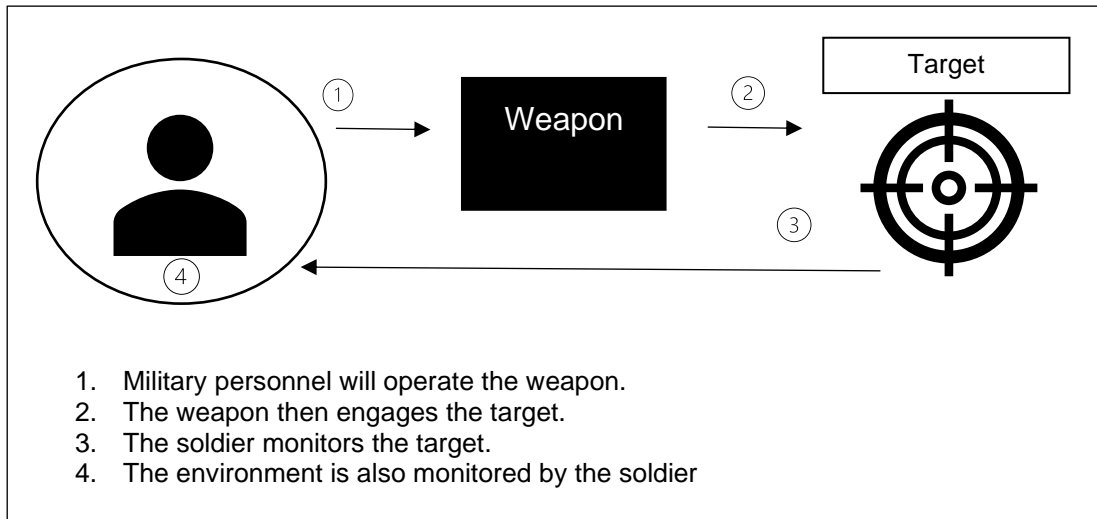 Target
①
Weapon
②
③
④
1. Military personnel will operate the weapon.
2. The weapon then engages the target.
3. The soldier monitors the target.
4. The environment is also monitored by the soldier